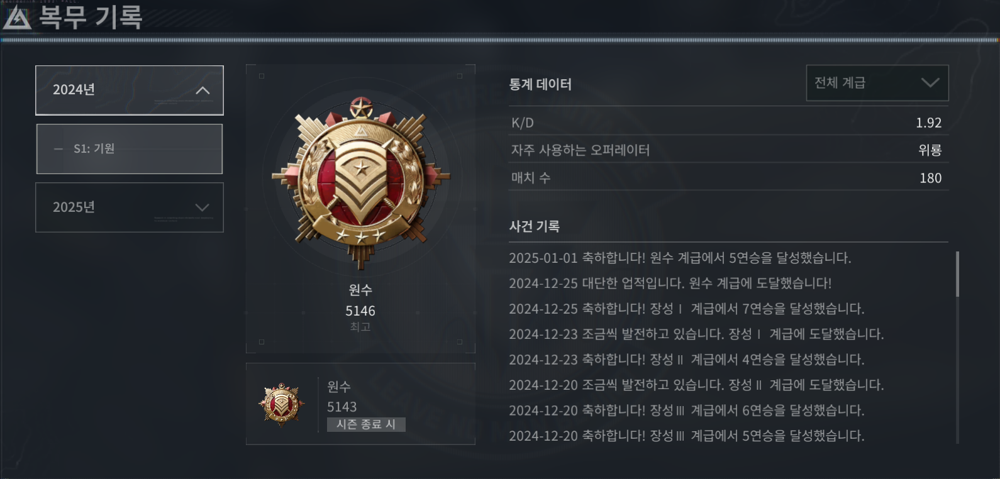 복무 기록
2024년
S1: 기원
2025년
원수
5146
최고
원수
5143
시즌 종료 시
통계 데이터
전체 계급
K/D 1.92
자주 사용하는 오퍼레이터 위룡
매치 수 180
사건 기록
2025-01-01 축하합니다! 원수 계급에서 5연승을 달성했습니다.
2024-12-25 대단한 업적입니다. 원수 계급에 도달했습니다!
2024-12-25 축하합니다! 장성Ⅰ 계급에서 7연승을 달성했습니다.
2024-12-23 조금씩 발전하고 있습니다. 장성Ⅰ 계급에 도달했습니다.
2024-12-23 축하합니다! 장성Ⅱ 계급에서 4연승을 달성했습니다.
2024-12-20 조금씩 발전하고 있습니다. 장성Ⅱ 계급에 도달했습니다.
2024-12-20 축하합니다! 장성Ⅲ 계급에서 6연승을 달성했습니다.
2024-12-20 축하합니다! 장성Ⅲ 계급에서 5연승을 달성했습니다.